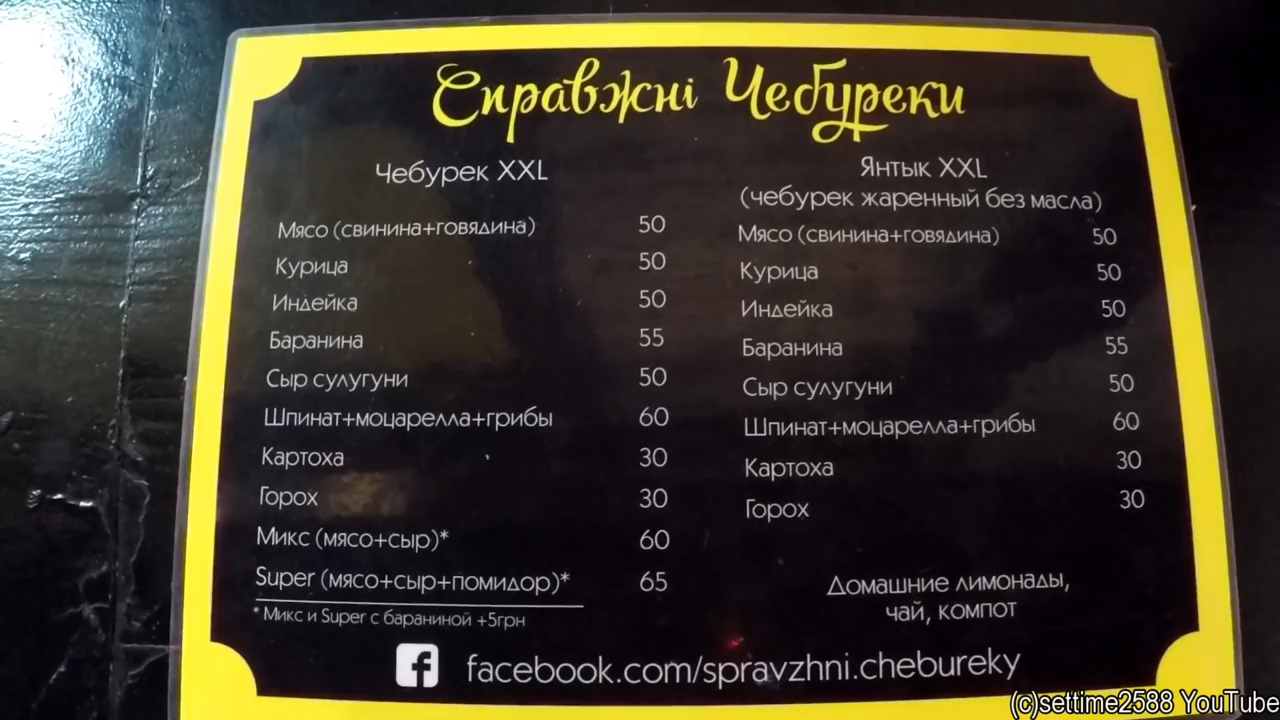 Справжні Чебуреки
Чебурек XXL
Мясо (свинина+говядина) 50
Курица 50
Индейка 50
Баранина 55
Сыр сулугуни 50
Шпинат+моцарелла+грибы 60
Картоха 30
Горох 30
Микс (мясо+сыр)* 60
Super (мясо+сыр+помидор)* 65
* Микс и Super с бараниной +5грн
Янтык XXL
(чебурек жаренный без масла)
Мясо (свинина+говядина) 50
Курица 50
Индейка 50
Баранина 55
Сыр сулугуни 50
Шпинат+моцарелла+грибы 60
Картоха 30
Горох 30
Домашние лимонады,
чай, компот
facebook.com/spravzhni.chebureky
(c)settime2588 YouTube